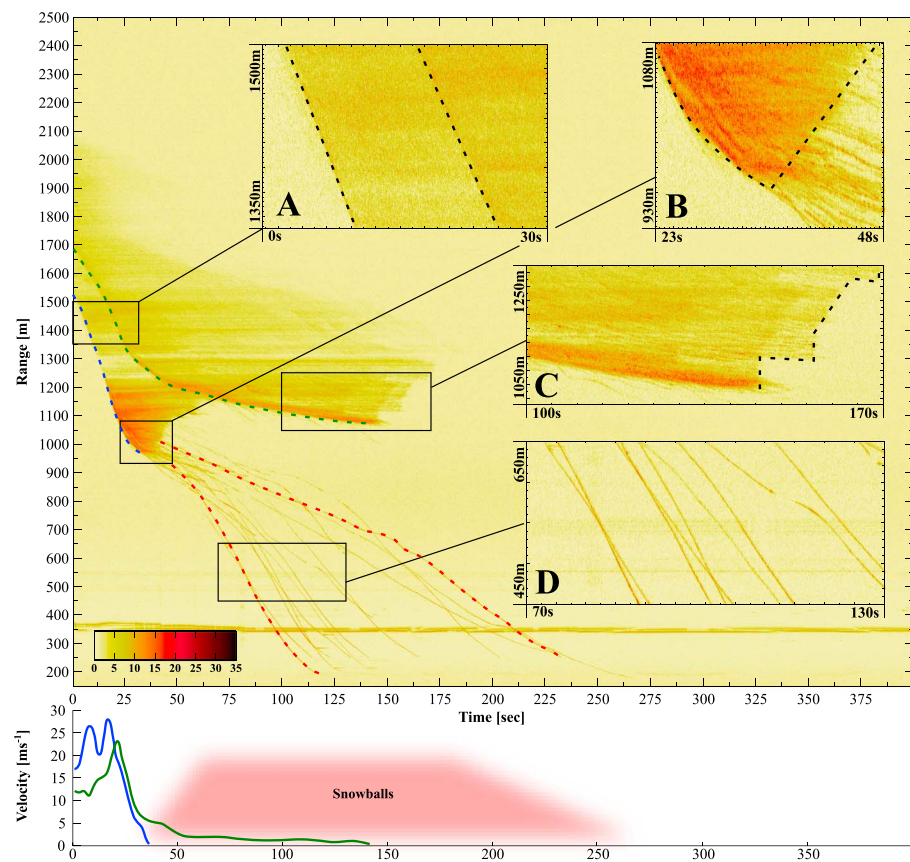 2500
2400
2300
2200
2100
2000
1900
1800
1700
1600
1500
1400
1300
1200
1100
1000
900
800
700
600
500
400
300
200
Range [m]
1500m
1350m
A
0s 30s
1080m
930m
B
23s 48s
1250m
1050m
C
100s 170s
650m
450m
D
70s 130s
0 5 10 15 20 25 30 35
0 25 50 75 100 125 150 175 200 225 250 275 300 325 350 375
Time [sec]
30
25
20
15
10
5
0
Velocity [ms⁻¹]
Snowballs
0 50 100 150 200 250 300 350